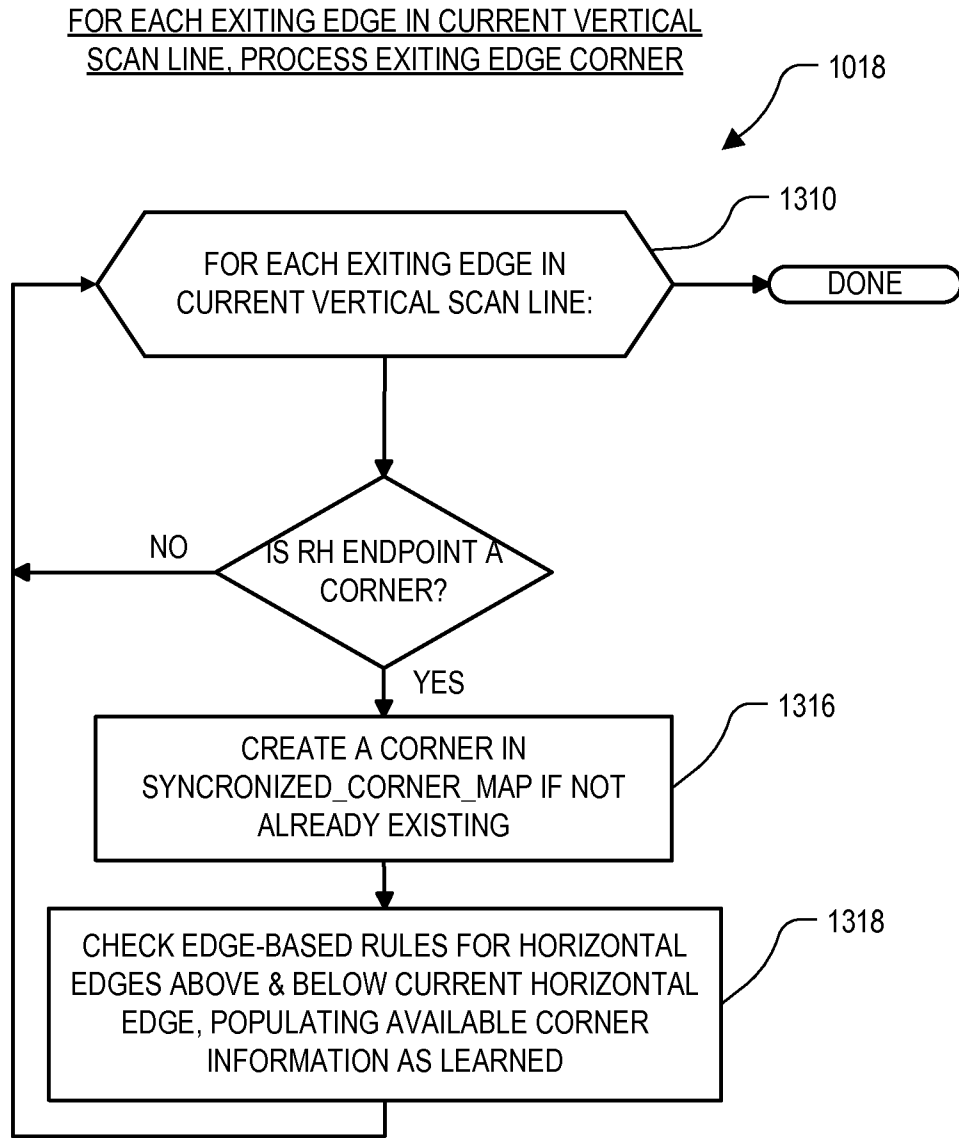 FOR EACH EXITING EDGE IN CURRENT VERTICAL
SCAN LINE, PROCESS EXITING EDGE CORNER
1018
1310
FOR EACH EXITING EDGE IN
CURRENT VERTICAL SCAN LINE:
DONE
NO
IS RH ENDPOINT A
CORNER?
YES
1316
CREATE A CORNER IN
SYNCRONIZED_CORNER_MAP IF NOT
ALREADY EXISTING
1318
CHECK EDGE-BASED RULES FOR HORIZONTAL
EDGES ABOVE & BELOW CURRENT HORIZONTAL
EDGE, POPULATING AVAILABLE CORNER
INFORMATION AS LEARNED